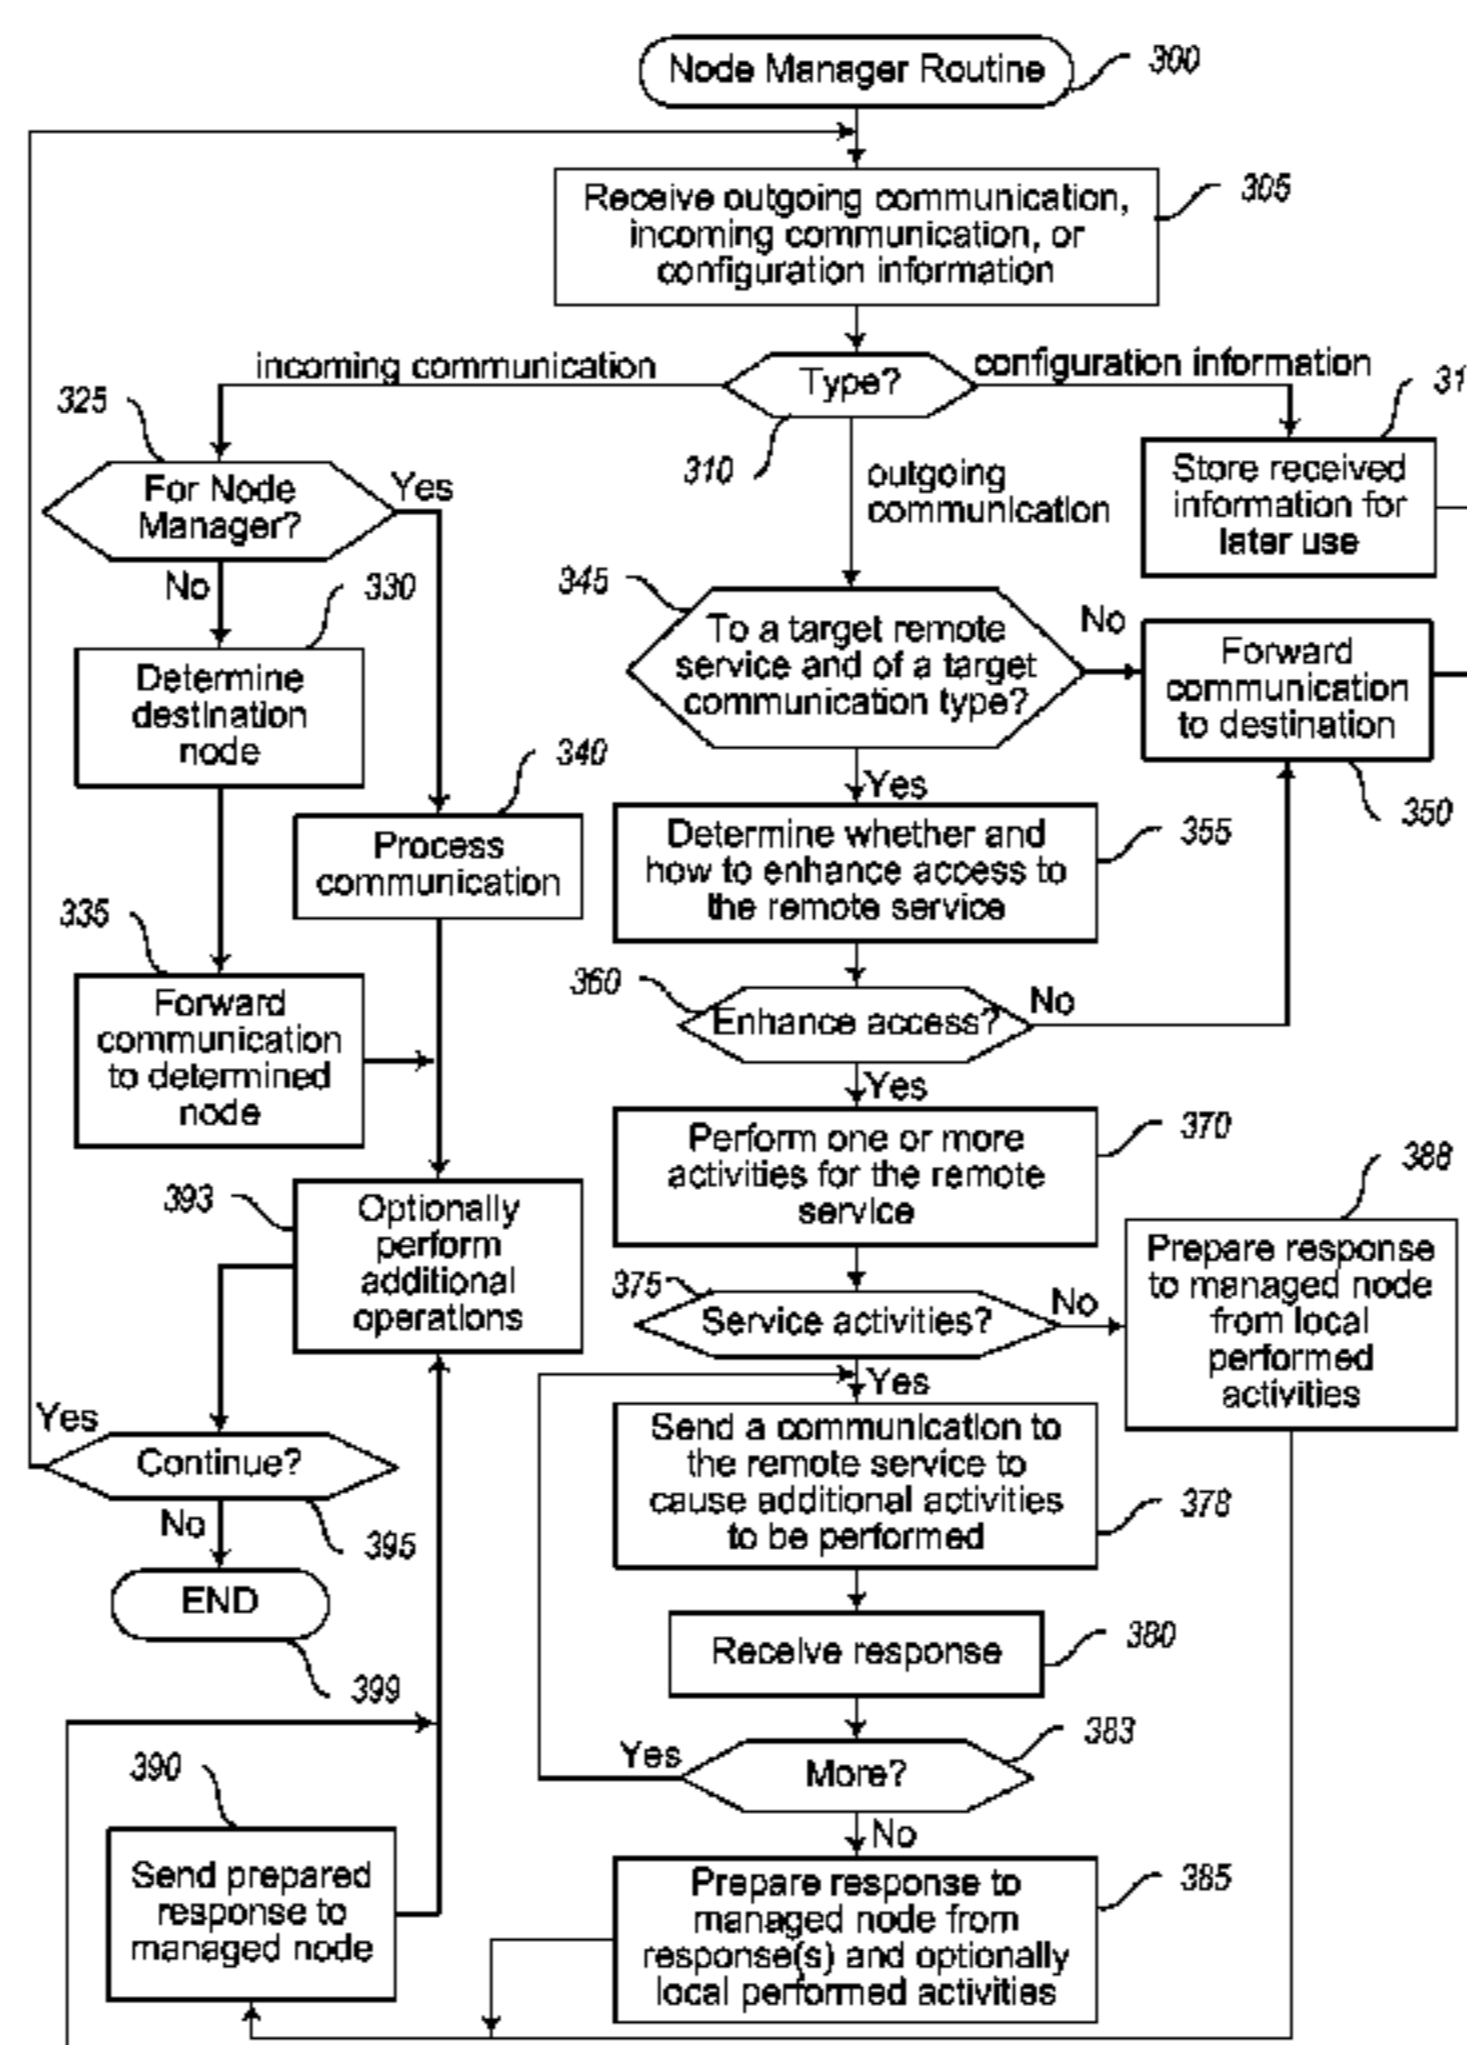 Node Manager Routine
300
Receive outgoing communication,
incoming communication, or
configuration information
305
incoming communication
Type?
310
configuration information
outgoing
communication
325
For Node
Manager?
Yes
No
31
Store received
information for
later use
330
Determine
destination
node
345
To a target remote
service and of a target
communication type?
No
Yes
Forward
communication
to destination
350
340
Process
communication
355
Determine whether and
how to enhance access to
the remote service
335
Forward
communication
to determined
node
360
Enhance access?
No
Yes
370
Perform one or more
activities for the remote
service
388
Prepare response
to managed node
from local
performed
activities
393
Optionally
perform
additional
operations
375
Service activities?
No
Yes
Send a communication to
the remote service to
cause additional activities
to be performed
378
Yes
Continue?
No
395
END
399
Receive response
380
383
More?
Yes
No
390
Send prepared
response to
managed node
385
Prepare response to
managed node from
response(s) and optionally
local performed activities